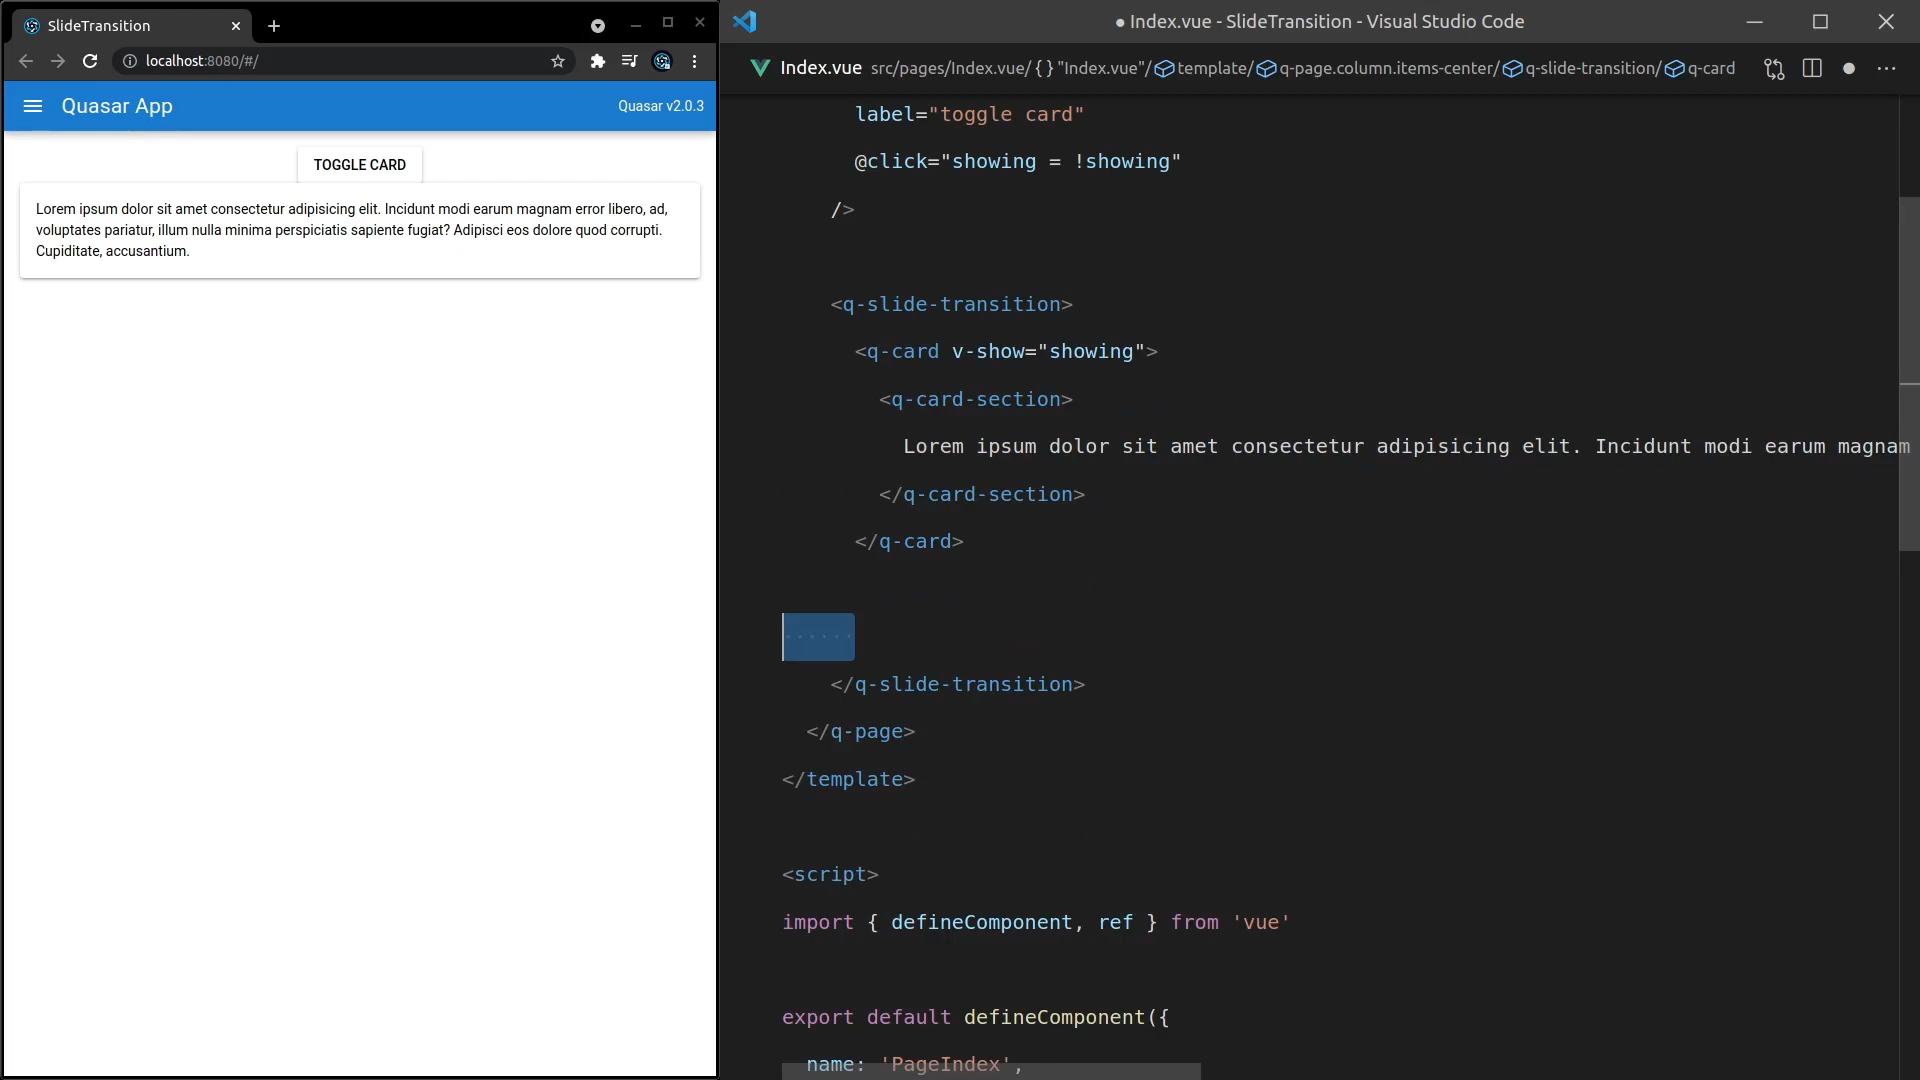 SlideTransition
localhost:8080/#/
Quasar App
Quasar v2.0.3
TOGGLE CARD
Lorem ipsum dolor sit amet consectetur adipisicing elit. Incidunt modi earum magnam error libero, ad,
voluptates pariatur, illum nulla minima perspiciatis sapiente fugiat? Adipisci eos dolore quod corrupti.
Cupiditate, accusantium.
● Index.vue - SlideTransition - Visual Studio Code
Index.vue src/pages/Index.vue/ {} "Index.vue"/ template/ q-page.column.items-center/ q-slide-transition/ q-card
label="toggle card"
@click="showing = !showing"
/>
<q-slide-transition>
<q-card v-show="showing">
<q-card-section>
Lorem ipsum dolor sit amet consectetur adipisicing elit. Incidunt modi earum magnam
</q-card-section>
</q-card>
</q-slide-transition>
</q-page>
</template>
<script>
import { defineComponent, ref } from 'vue'
export default defineComponent({
name: 'PageIndex',